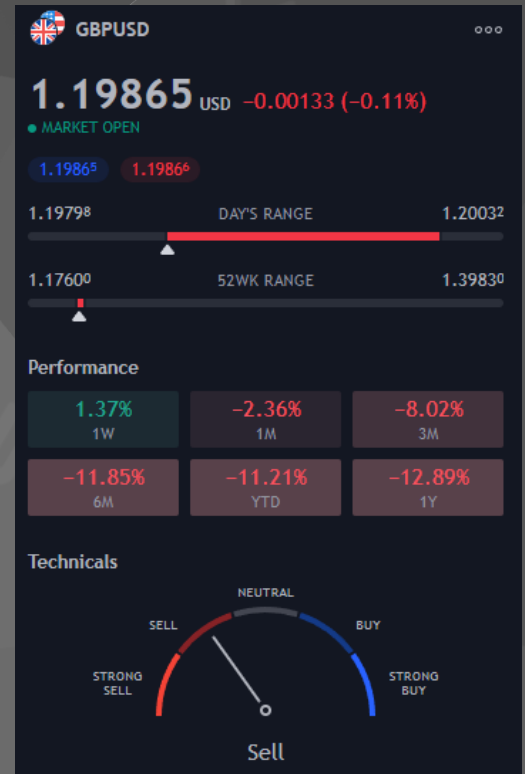 GBPUSD
1.19865 USD −0.00133 (−0.11%)
MARKET OPEN
1.19865 1.19866
1.19798 DAY'S RANGE 1.20032
1.17600 52WK RANGE 1.39830
Performance
1.37% −2.36% −8.02%
1W 1M 3M
−11.85% −11.21% −12.89%
6M YTD 1Y
Technicals
NEUTRAL
SELL BUY
STRONG SELL STRONG BUY
Sell